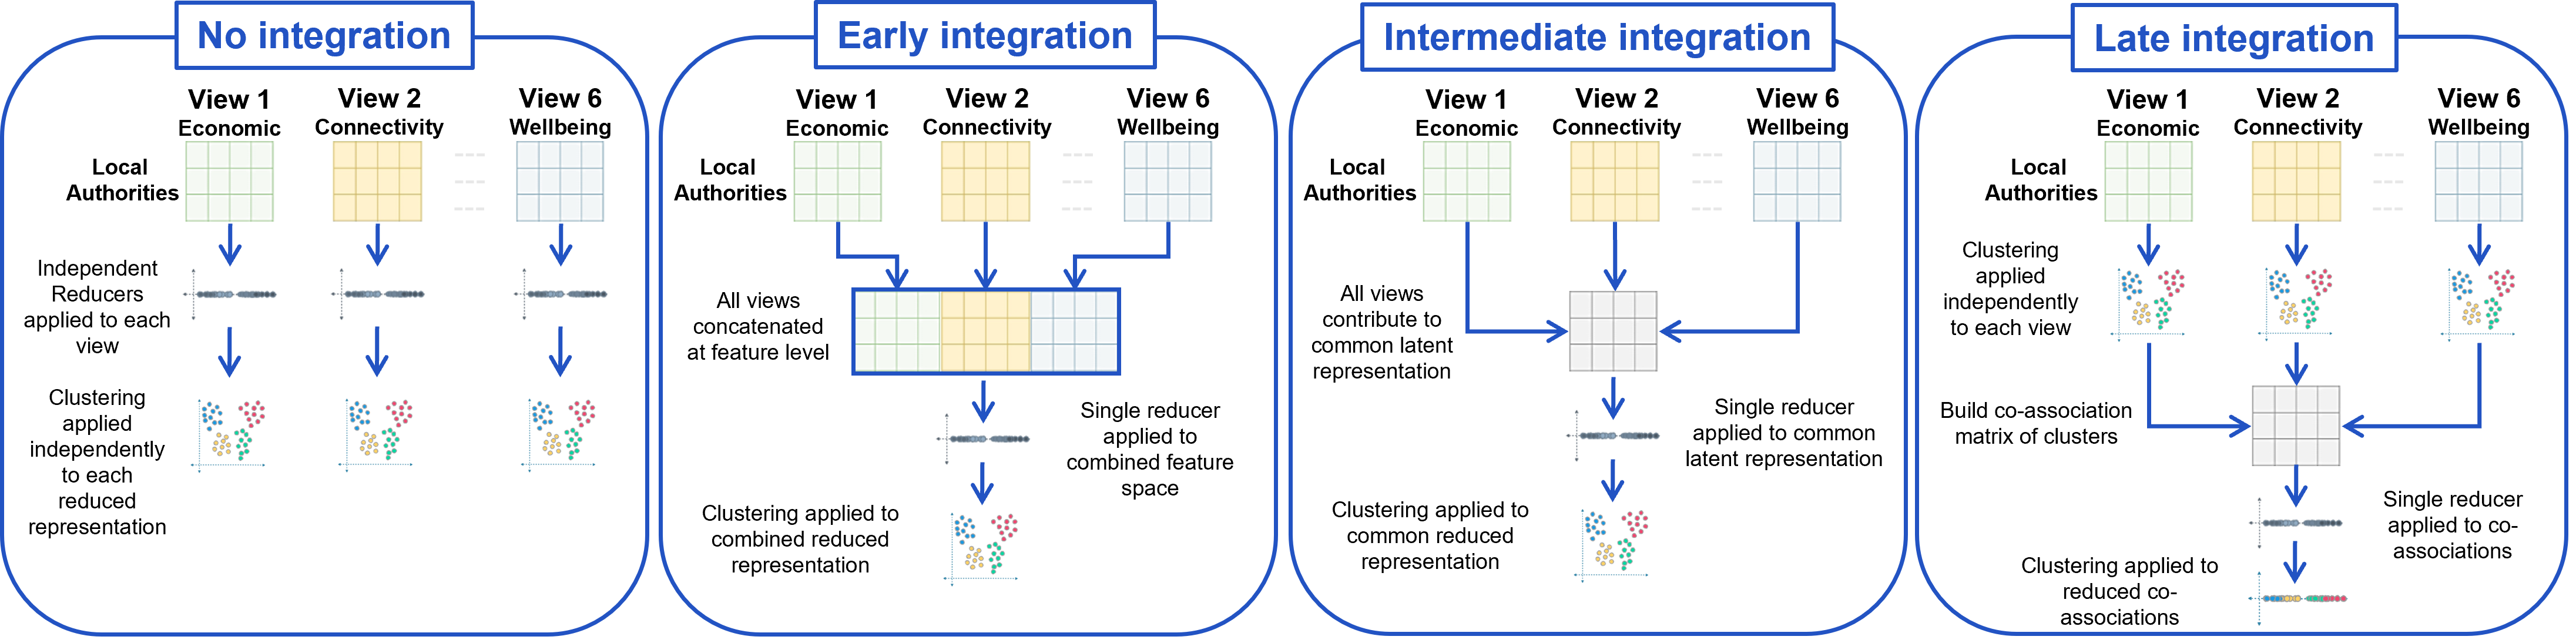 No integration
View 1
Economic
View 2
Connectivity
View 6
Wellbeing
Local
Authorities
Independent
Reducers
applied to each
view
Clustering
applied
independently
to each
reduced
representation
Early integration
View 1
Economic
View 2
Connectivity
View 6
Wellbeing
Local
Authorities
All views
concatenated
at feature level
Single reducer
applied to
combined feature
space
Clustering applied to
combined reduced
representation
Intermediate integration
View 1
Economic
View 2
Connectivity
View 6
Wellbeing
Local
Authorities
All views
contribute to
common latent
representation
Single reducer
applied to common
latent representation
Clustering applied to
common reduced
representation
Late integration
View 1
Economic
View 2
Connectivity
View 6
Wellbeing
Local
Authorities
Clustering
applied
independently
to each view
Build co-association
matrix of clusters
Single reducer
applied to co-
associations
Clustering applied to
reduced co-
associations